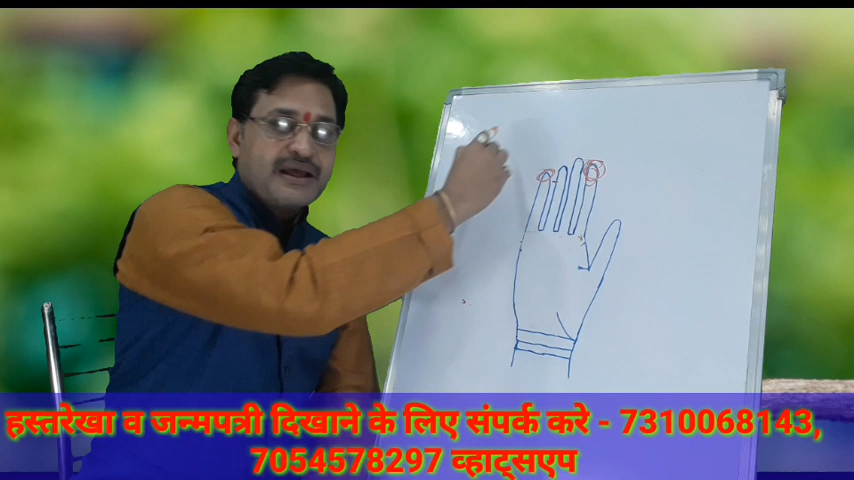 हस्तरेखा व जन्मपत्री दिखाने के लिए संपर्क करे - 7310068143,
7054578297 व्हाट्सएप